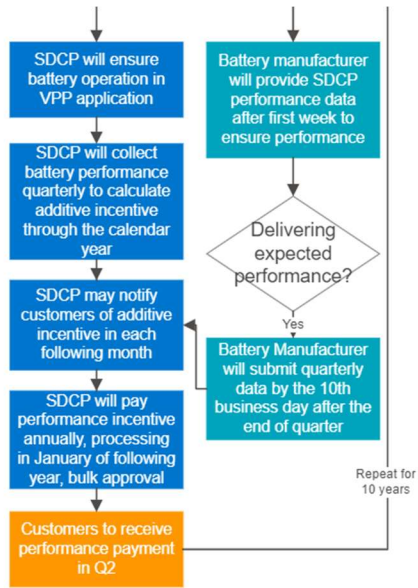 SDCP will ensure
battery operation in
VPP application
SDCP will collect
battery performance
quarterly to calculate
additive incentive
through the calendar
year
SDCP may notify
customers of additive
incentive in each
following month
SDCP will pay
performance incentive
annually, processing
in January of following
year, bulk approval
Customers to receive
performance payment
in Q2
Battery manufacturer
will provide SDCP
performance data
after first week to
ensure performance
Delivering
expected
performance?
Yes
Battery Manufacturer
will submit quarterly
data by the 10th
business day after the
end of quarter
Repeat for
10 years